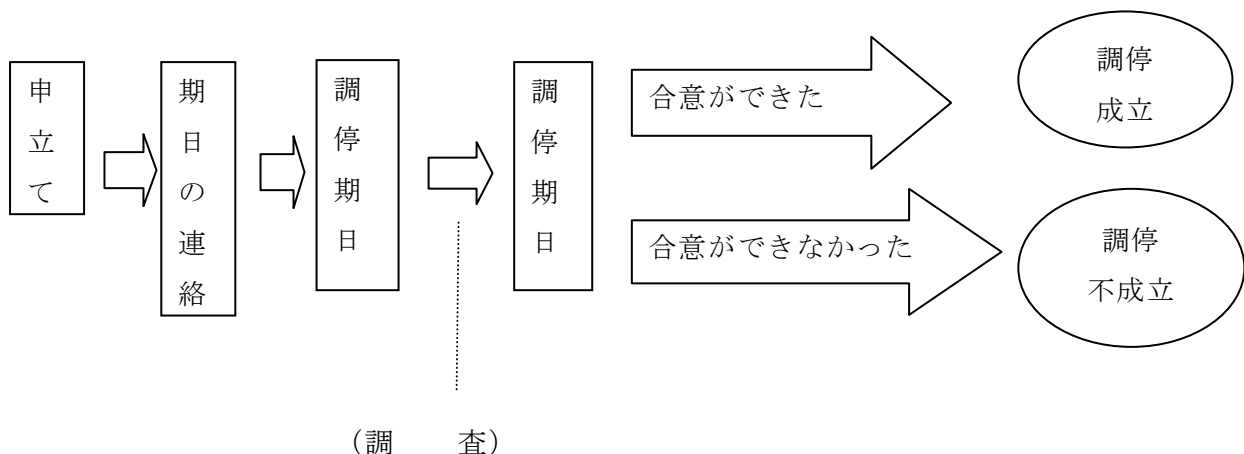 申立て
期日の連絡
調停期日
調停期日
合意ができた
調停
成立
合意ができなかった
調停
不成立
(調　　査)